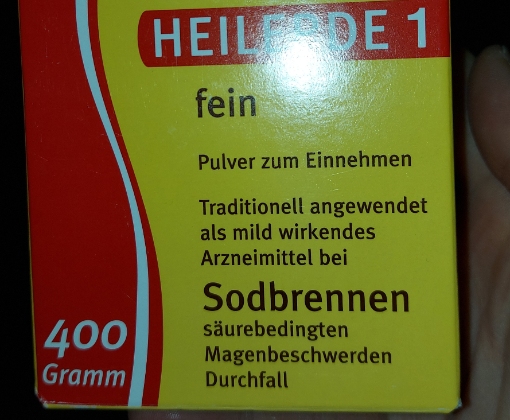 HEILERDE 1
fein
Pulver zum Einnehmen
Traditionell angewendet
als mild wirkendes
Arzneimittel bei
Sodbrennen
säurebedingten
Magenbeschwerden
Durchfall
400
Gramm